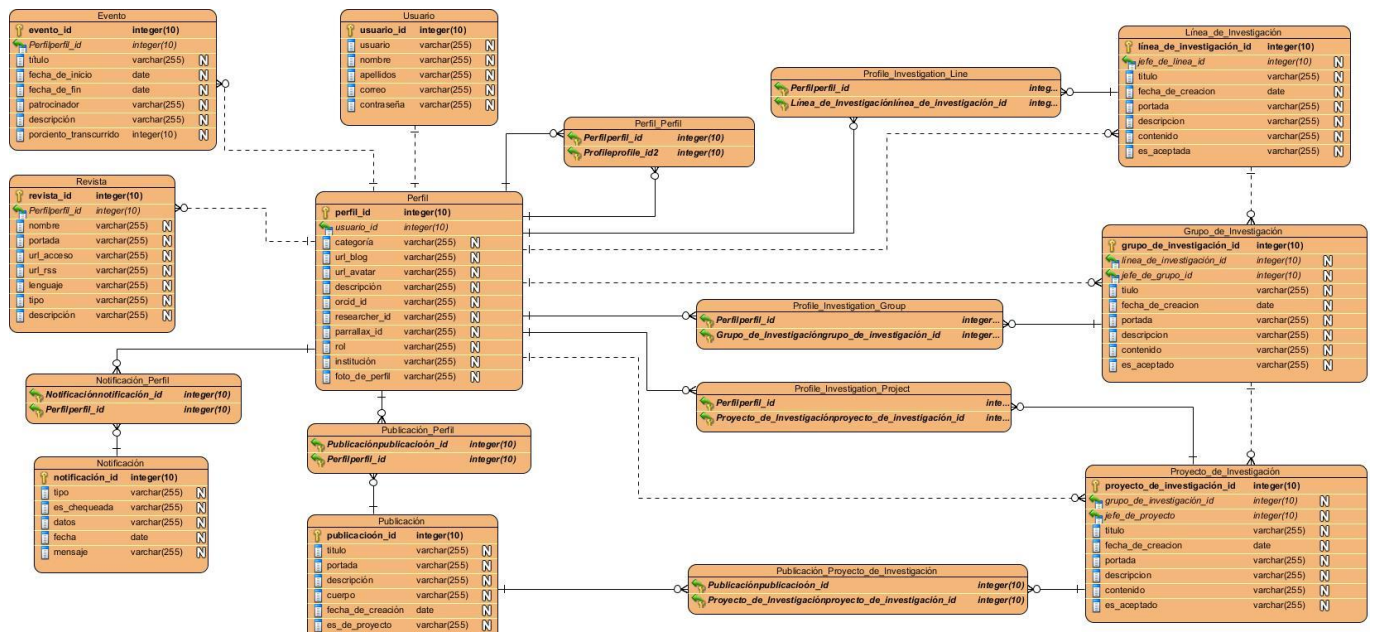 Evento
evento_id integer(10)
Perfilperfil_id integer(10)
título varchar(255) N
fecha_de_inicio date N
fecha_de_fin date N
patrocinador varchar(255) N
descripción varchar(255) N
porciento_transcurrido integer(10) N
Usuario
usuario_id integer(10)
usuario varchar(255) N
nombre varchar(255) N
apellidos varchar(255) N
correo varchar(255) N
contraseña varchar(255) N
Perfil_Perfil
Perfilperfil_id integer(10)
Profileprofile_id2 integer(10)
Profile_Investigation_Line
Perfilperfil_id integ...
Línea_de_Investigaciónlínea_de_investigación_id integ...
Línea_de_Investigación
línea_de_investigación_id integer(10)
jefe_de_línea_id integer(10) N
titulo varchar(255) N
fecha_de_creacion date N
portada varchar(255) N
descripcion varchar(255) N
contenido varchar(255) N
es_aceptada varchar(255) N
Revista
revista_id integer(10)
Perfilperfil_id integer(10)
nombre varchar(255) N
portada varchar(255) N
url_acceso varchar(255) N
url_rss varchar(255) N
lenguaje varchar(255) N
tipo varchar(255) N
descripción varchar(255) N
Perfil
perfil_id integer(10)
usuario_id integer(10)
categoría varchar(255) N
url_blog varchar(255) N
url_avatar varchar(255) N
descripción varchar(255) N
orcid_id varchar(255) N
researcher_id varchar(255) N
parrallax_id varchar(255) N
rol varchar(255) N
institución varchar(255) N
foto_de_perfil varchar(255) N
Grupo_de_Investigación
grupo_de_investigación_id integer(10)
línea_de_investigación_id integer(10) N
jefe_de_grupo_id integer(10) N
tiulo varchar(255) N
fecha_de_creacion date N
portada varchar(255) N
descripcion varchar(255) N
contenido varchar(255) N
es_aceptado varchar(255) N
Profile_Investigation_Group
Perfilperfil_id integer...
Grupo_de_Investigacióngrupo_de_investigación_id integer...
Profile_Investigation_Project
Perfilperfil_id inte...
Proyecto_de_Investigaciónproyecto_de_investigación_id inte...
Notificación_Perfil
Notificaciónnotificación_id integer(10)
Perfilperfil_id integer(10)
Publicación_Perfil
Publicaciónpublicacioón_id integer(10)
Perfilperfil_id integer(10)
Notificación
notificación_id integer(10)
tipo varchar(255) N
es_chequeada varchar(255) N
datos varchar(255) N
fecha date N
mensaje varchar(255) N
Publicación
publicacioón_id integer(10)
titulo varchar(255) N
portada varchar(255) N
descripción varchar(255) N
cuerpo varchar(255) N
fecha_de_creación date N
es_de_proyecto varchar(255) N
Publicación_Proyecto_de_Investigación
Publicaciónpublicacioón_id integer(10)
Proyecto_de_Investigaciónproyecto_de_investigación_id integer(10)
Proyecto_de_Investigación
proyecto_de_investigación_id integer(10)
grupo_de_investigación_id integer(10) N
jefe_de_proyecto integer(10) N
titulo varchar(255) N
fecha_de_creacion date N
portada varchar(255) N
descripcion varchar(255) N
contenido varchar(255) N
es_aceptado varchar(255) N